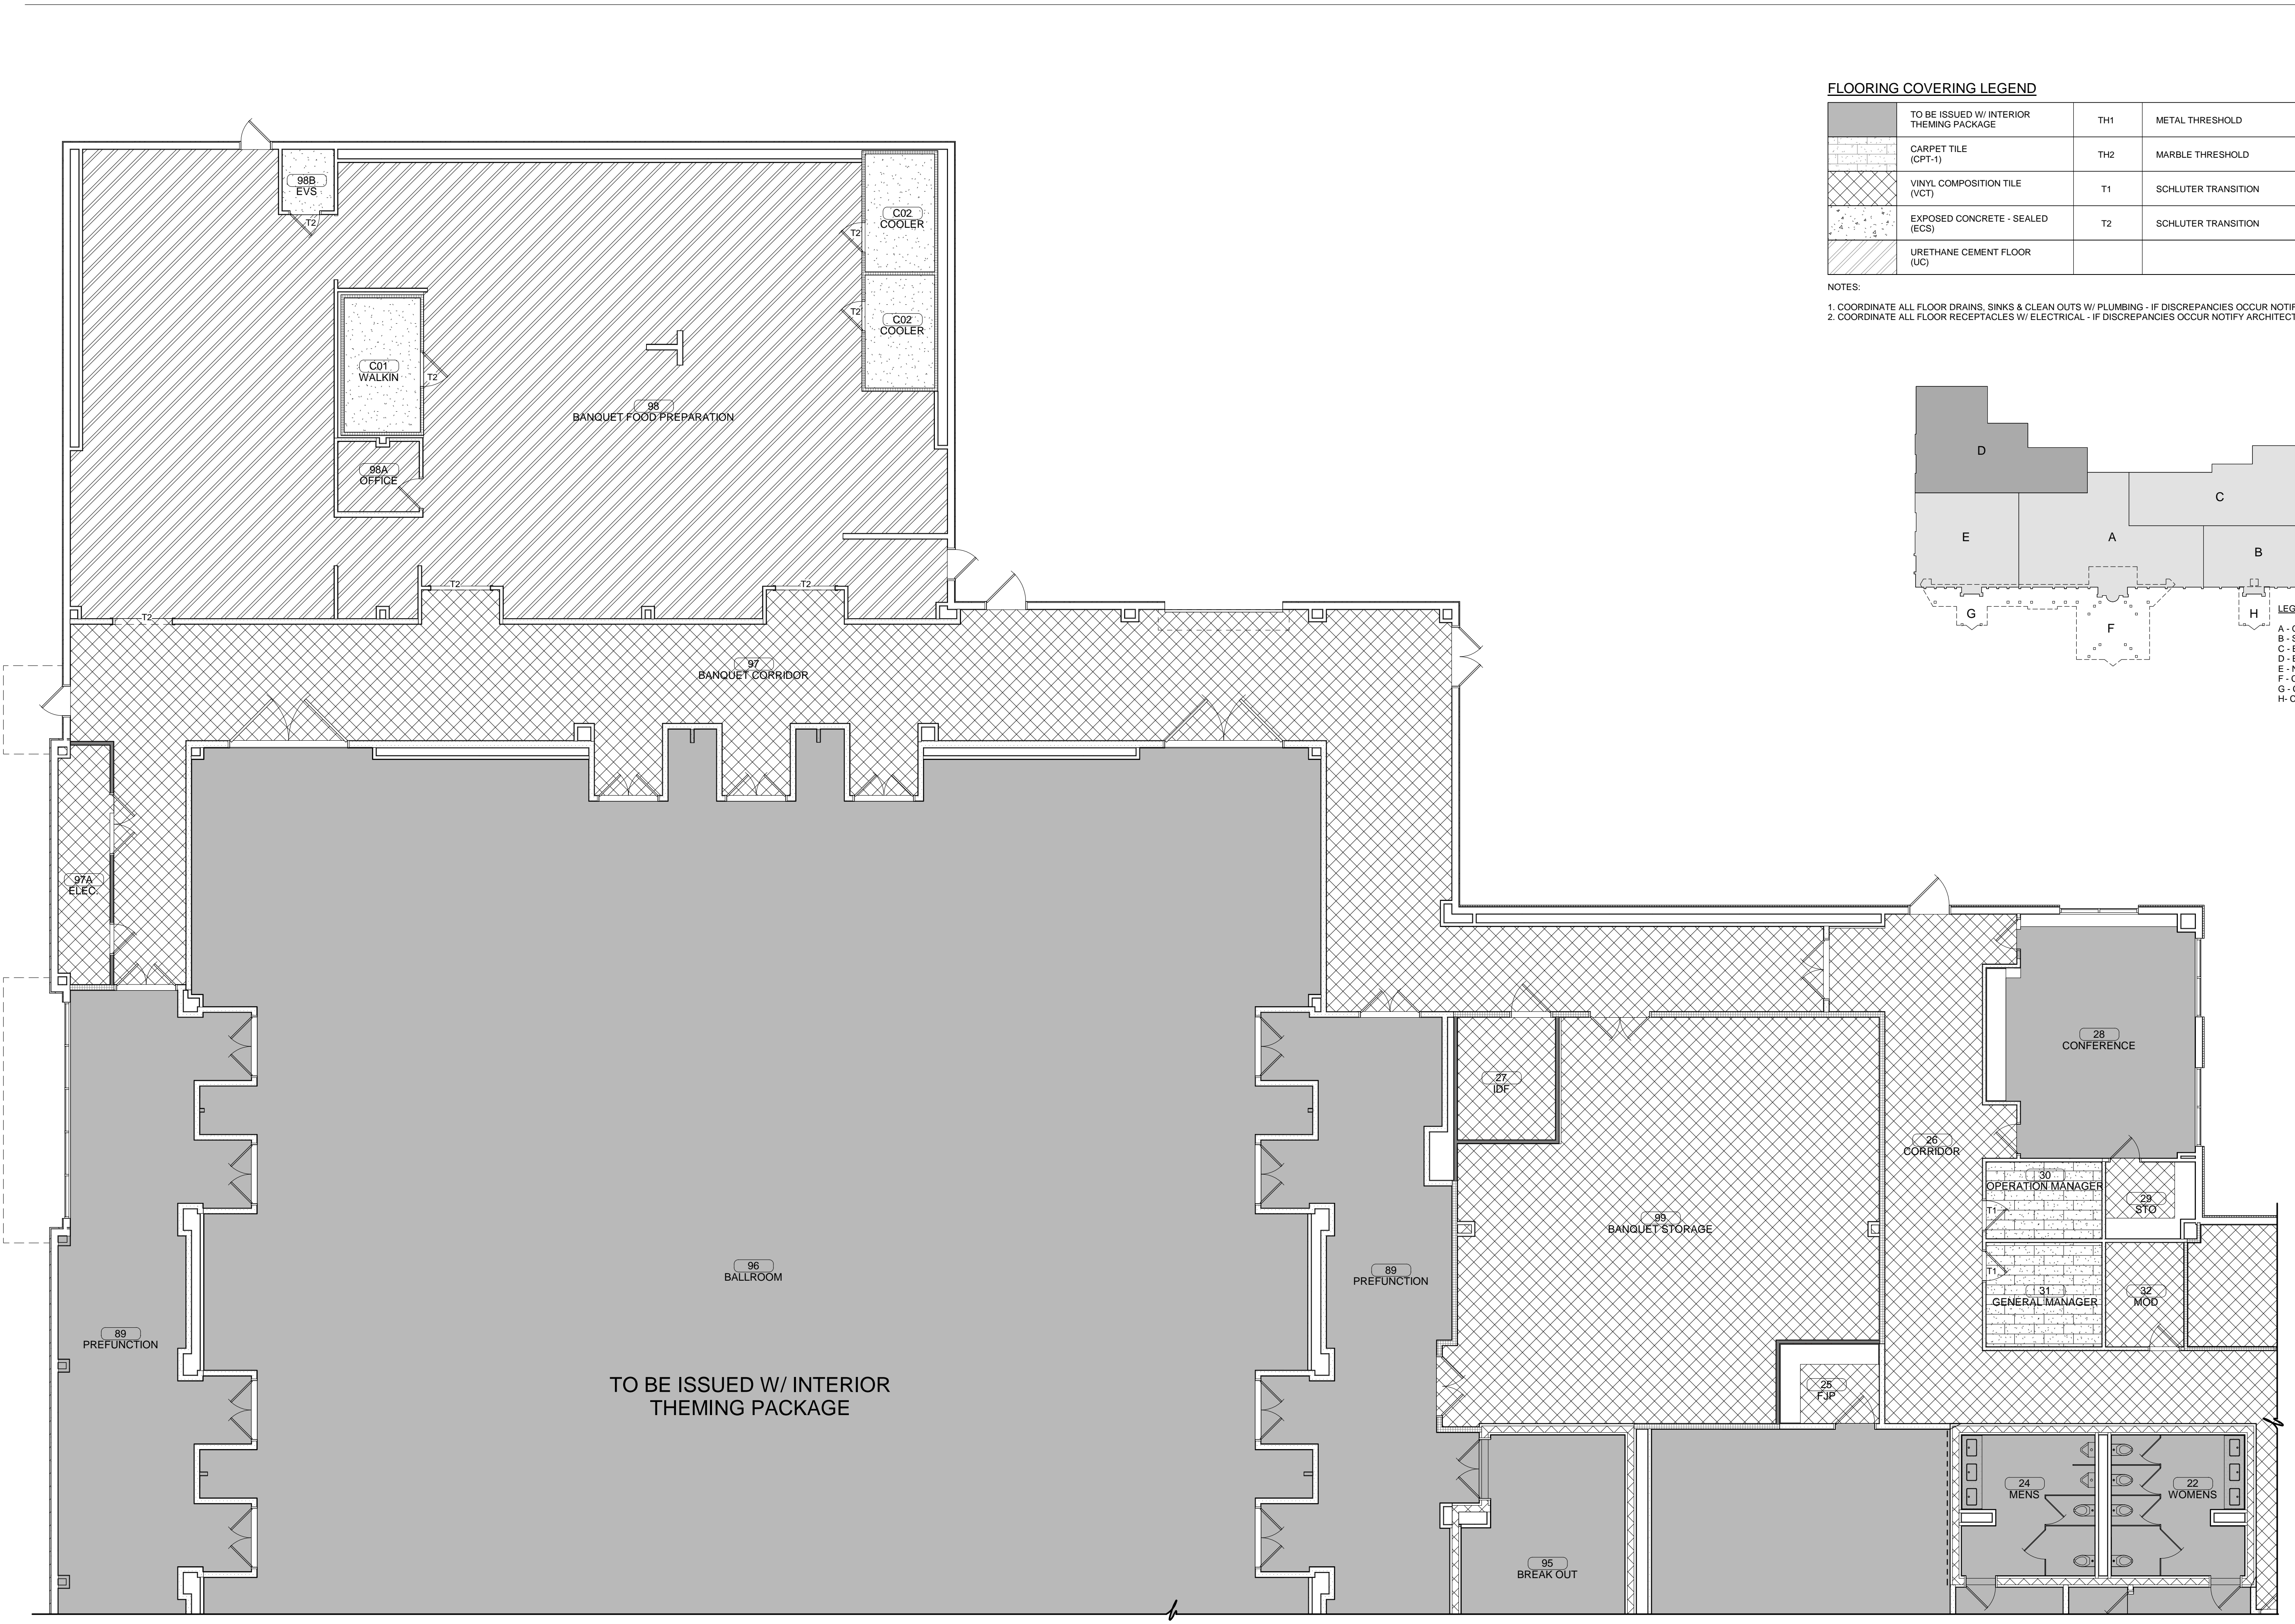 FLOORING COVERING LEGEND
TO BE ISSUED W/ INTERIOR
THEMING PACKAGE
TH1
METAL THRESHOLD
CARPET TILE
(CPT-1)
TH2
MARBLE THRESHOLD
VINYL COMPOSITION TILE
(VCT)
T1
SCHLUTER TRANSITION
EXPOSED CONCRETE - SEALED
(ECS)
T2
SCHLUTER TRANSITION
URETHANE CEMENT FLOOR
(UC)
NOTES:
1. COORDINATE ALL FLOOR DRAINS, SINKS & CLEAN OUTS W/ PLUMBING - IF DISCREPANCIES OCCUR
2. COORDINATE ALL FLOOR RECEPTACLES W/ ELECTRICAL - IF DISCREPANCIES OCCUR NOTIFY ARCHITECT
D
C
E
A
B
G
F
H
A -
B -
C -
D -
E -
F -
G -
H-
98B
EVS
T2
C02
COOLER
T2
C02
COOLER
T2
C01
WALKIN
T2
98
BANQUET FOOD PREPARATION
98A
OFFICE
T2
T2
T2
97
BANQUET CORRIDOR
97A
ELEC.
28
CONFERENCE
27
IDF
26
CORRIDOR
30
OPERATION MANAGER
29
STO
T1
99
BANQUET STORAGE
96
BALLROOM
89
PREFUNCTION
T1
31
GENERAL MANAGER
32
MOD
89
PREFUNCTION
TO BE ISSUED W/ INTERIOR
THEMING PACKAGE
25
FJP
24
MENS
22
WOMENS
95
BREAK OUT